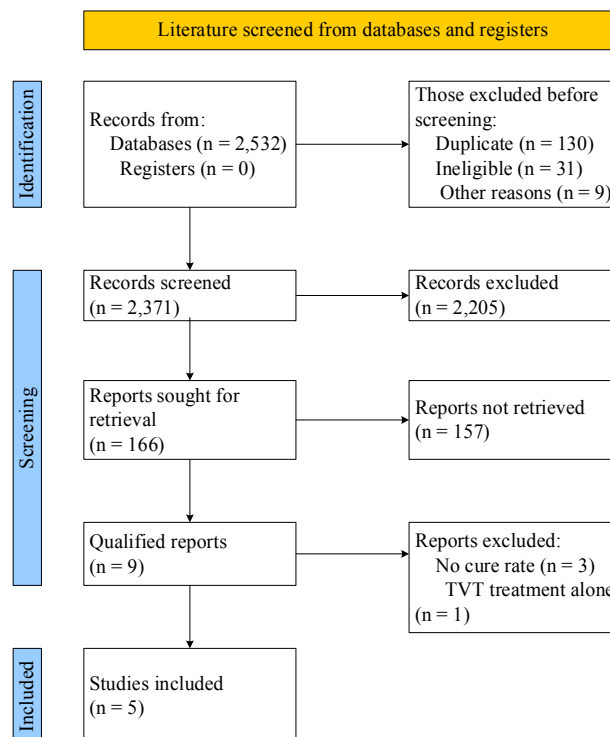 Literature screened from databases and registers
Identification
Records from:
Databases (n = 2,532)
Registers (n = 0)
Those excluded before
screening:
Duplicate (n = 130)
Ineligible (n = 31)
Other reasons (n = 9)
Screening
Records screened
(n = 2,371)
Records excluded
(n = 2,205)
Reports sought for
retrieval
(n = 166)
Reports not retrieved
(n = 157)
Qualified reports
(n = 9)
Reports excluded:
No cure rate (n = 3)
TVT treatment alone
(n = 1)
Included
Studies included
(n = 5)